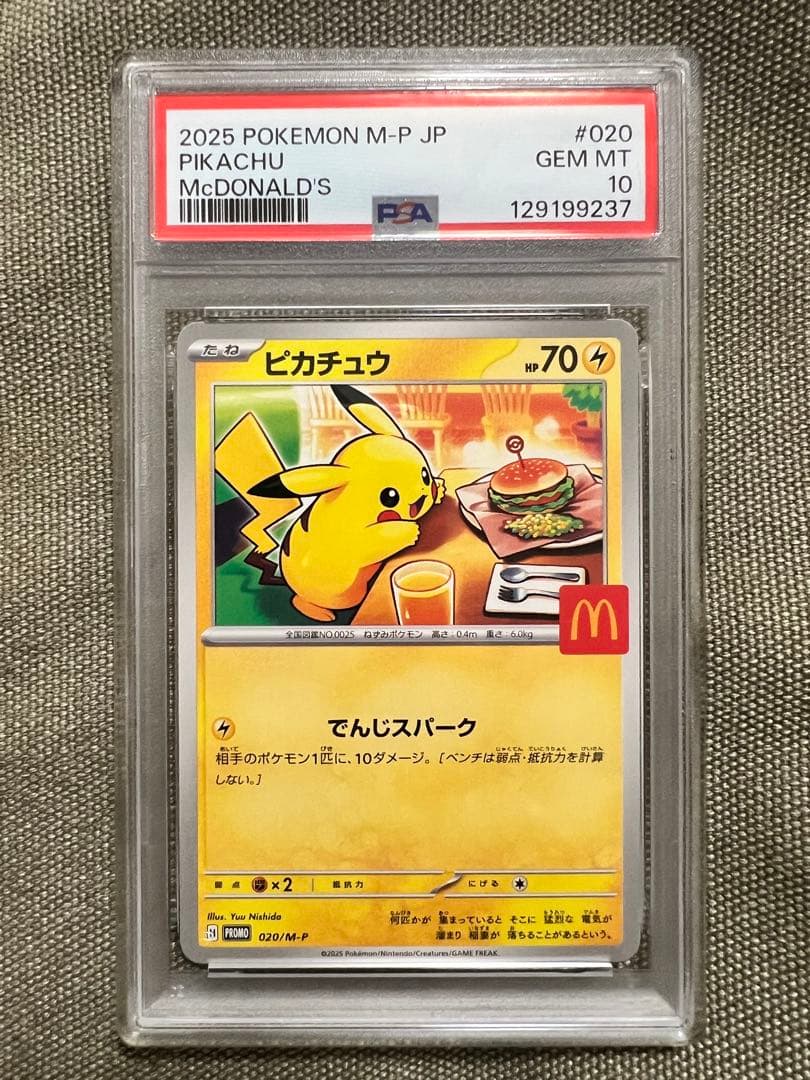 2025 POKEMON M-P JP #020
PIKACHU GEM MT
McDONALD'S 10
PSA 129199237
たね ピカチュウ HP70
全国図鑑NO.0025 ねずみポケモン 高さ:0.4m 重さ:6.0kg
M
でんじスパーク
相手のポケモン1匹に、10ダメージ。[ベンチは弱点・抵抗力を計算
しない。]
弱点 ×2 抵抗力 にげる
Illus. Yuu Nishida
何匹かが 集まっていると そこに 猛烈な 電気が
溜まり 稲妻が 落ちることがあるという。
PROMO 020/M-P
©2025 Pokémon/Nintendo/Creatures/GAME FREAK.